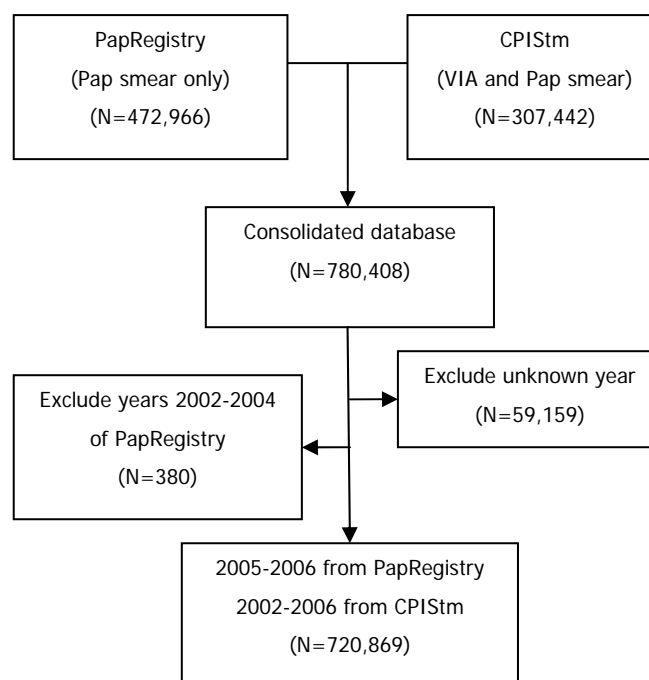 PapRegistry
(Pap smear only)
(N=472,966)
CPIStm
(VIA and Pap smear)
(N=307,442)
Consolidated database
(N=780,408)
Exclude unknown year
(N=59,159)
Exclude years 2002-2004
of PapRegistry
(N=380)
2005-2006 from PapRegistry
2002-2006 from CPIStm
(N=720,869)